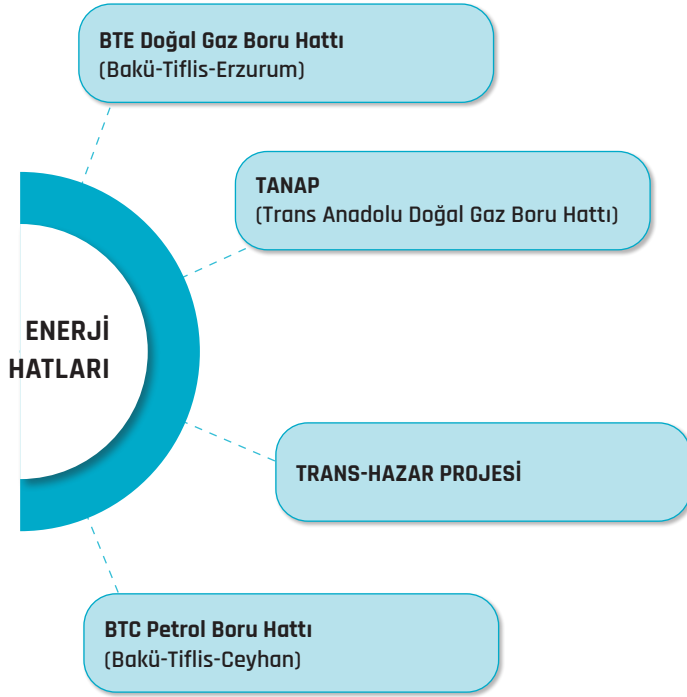 BTE Doğal Gaz Boru Hattı
(Bakü-Tiflis-Erzurum)
TANAP
(Trans Anadolu Doğal Gaz Boru Hattı)
ENERJİ
HATLARI
TRANS-HAZAR PROJESİ
BTC Petrol Boru Hattı
(Bakü-Tiflis-Ceyhan)